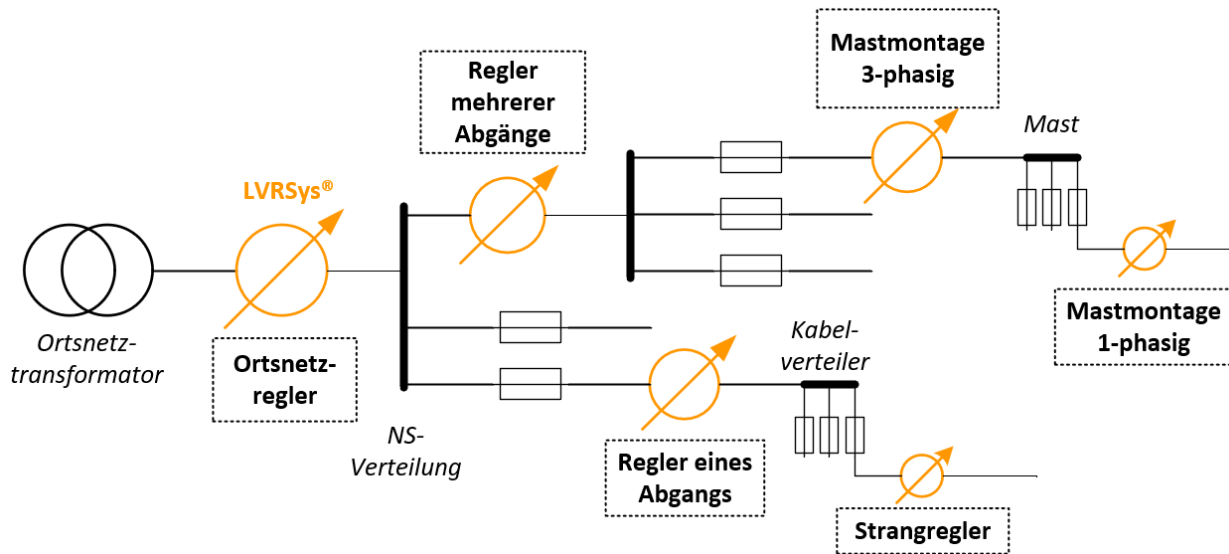 Mastmontage
3-phasig
Regler
mehrerer
Abgänge
Mast
LVRSys®
Ortsnetz-
transformator
Ortsnetz-
regler
NS-
Verteilung
Kabel-
verteiler
Mastmontage
1-phasig
Regler eines
Abgangs
Strangregler